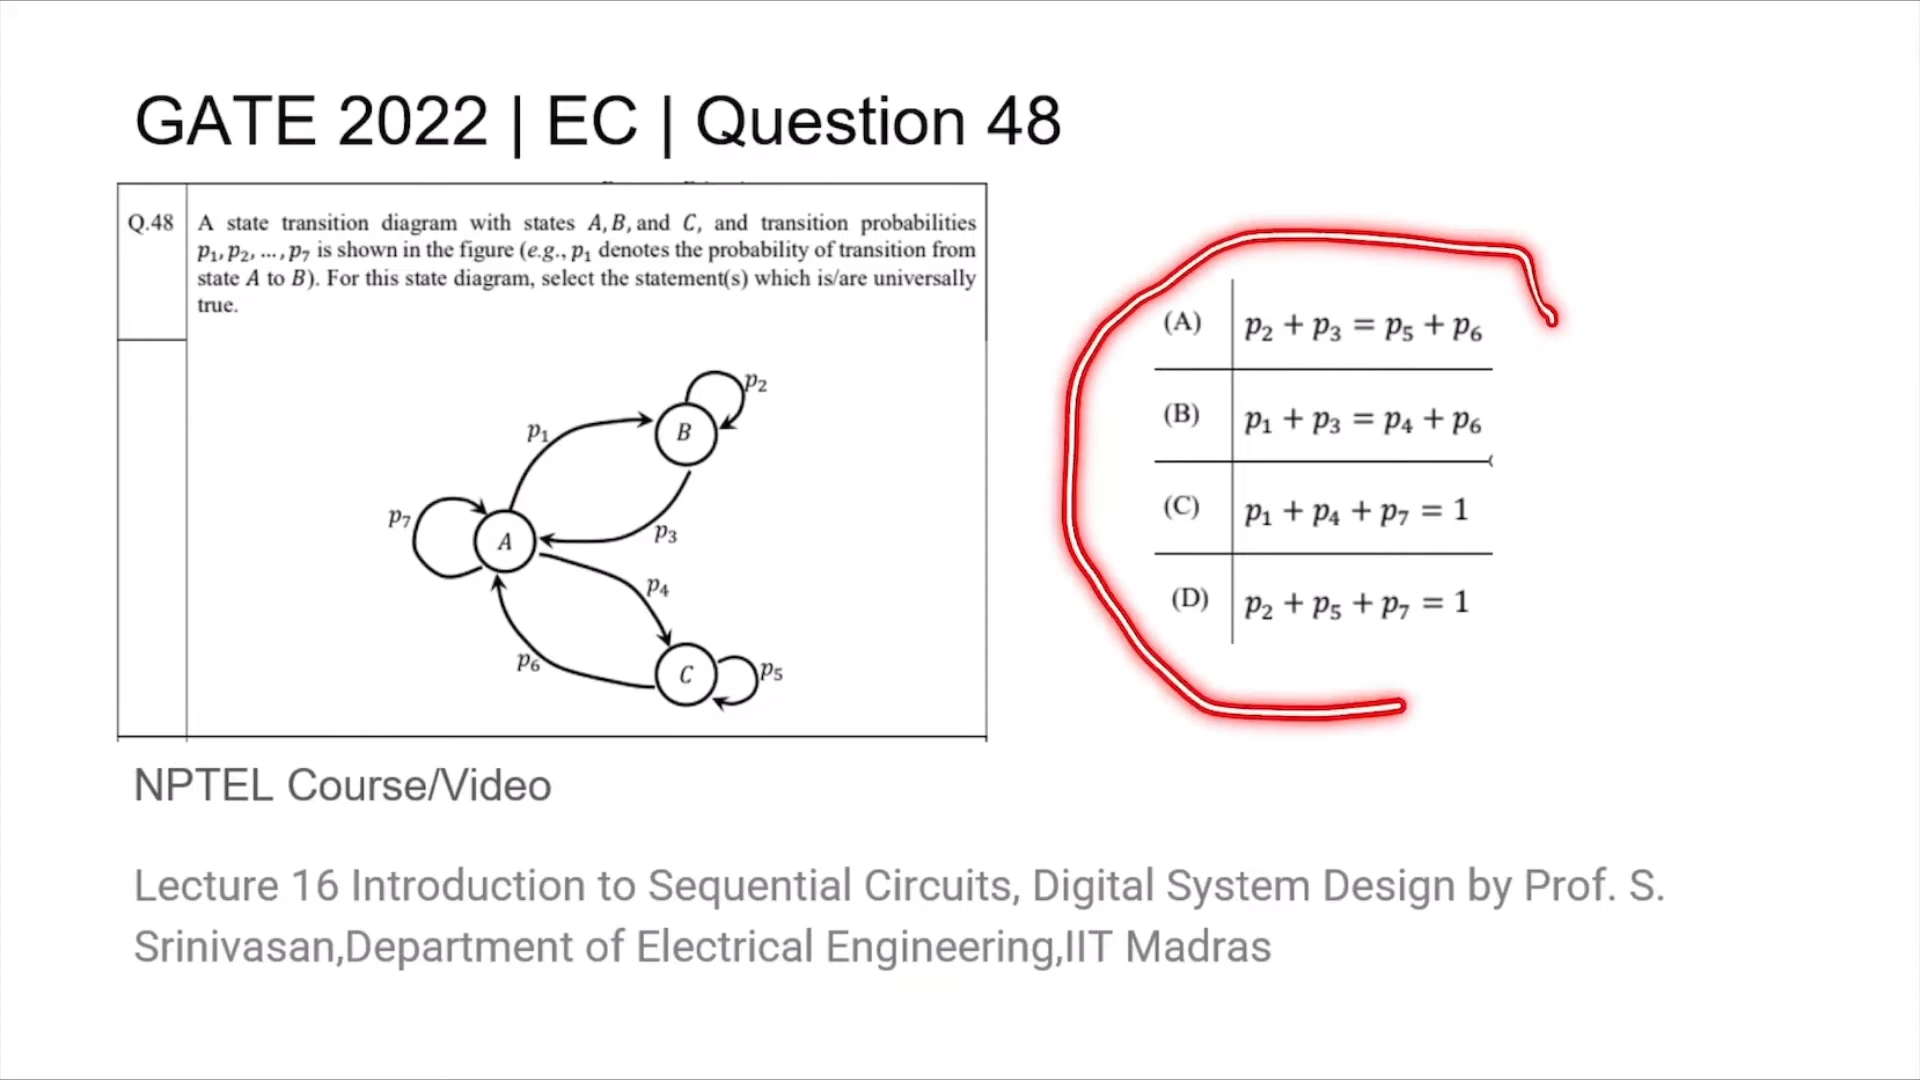 GATE 2022 | EC | Question 48
Q.48
A state transition diagram with states A, B, and C, and transition probabilities
p₁, p₂, ..., p₇ is shown in the figure (e.g., p₁ denotes the probability of transition from
state A to B). For this state diagram, select the statement(s) which is/are universally
true.
p₂
p₁
B
p₇
A
p₃
p₄
p₆
C
p₅
(A) p₂ + p₃ = p₅ + p₆
(B) p₁ + p₃ = p₄ + p₆
(C) p₁ + p₄ + p₇ = 1
(D) p₂ + p₅ + p₇ = 1
NPTEL Course/Video
Lecture 16 Introduction to Sequential Circuits, Digital System Design by Prof. S.
Srinivasan,Department of Electrical Engineering,IIT Madras